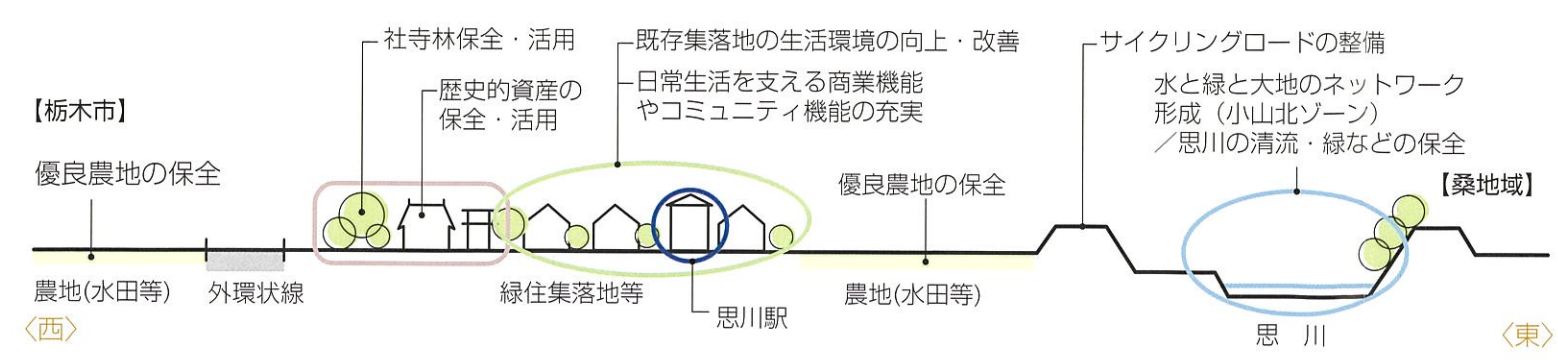 社寺林保全・活用
既存集落地の生活環境の向上・改善
サイクリングロードの整備
日常生活を支える商業機能
やコミュニティ機能の充実
歴史的資産の
保全・活用
水と緑と大地のネットワーク
形成（小山北ゾーン）
／思川の清流・緑などの保全
【栃木市】
優良農地の保全
優良農地の保全
【桑地域】
農地(水田等)
外環状線
緑住集落地等
農地(水田等)
思川駅
思　川
〈西〉
〈東〉